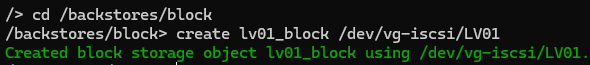 /> cd /backstores/block
/backstores/block> create lv01_block /dev/vg-iscsi/LV01
Created block storage object lv01_block using /dev/vg-iscsi/LV01.